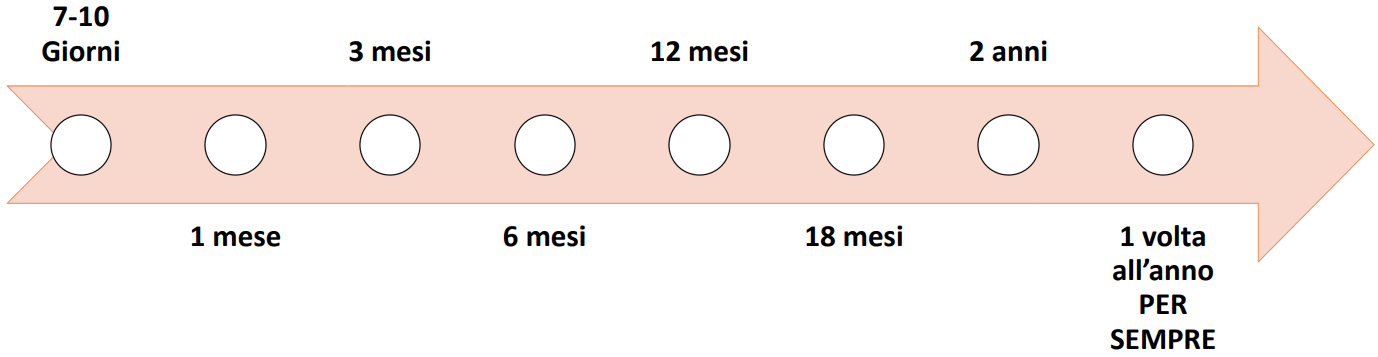 7-10
Giorni
1 mese
3 mesi
6 mesi
12 mesi
18 mesi
2 anni
1 volta
all’anno
PER
SEMPRE